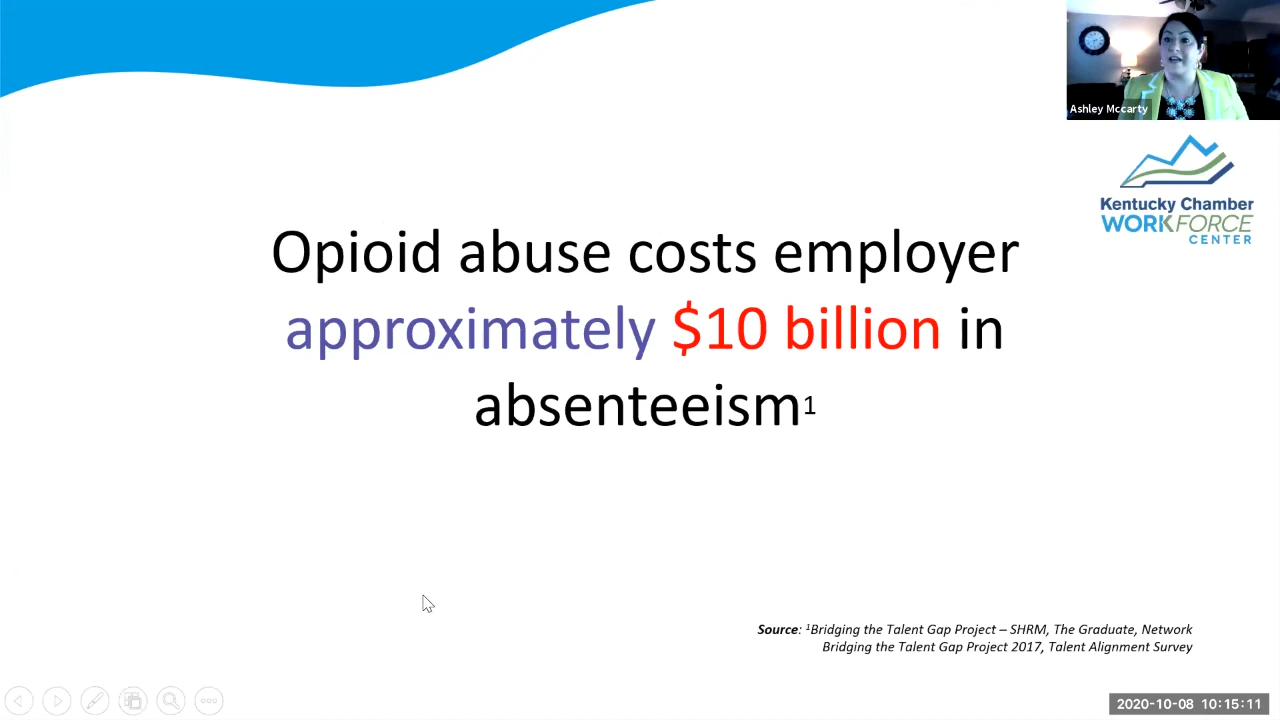 Ashley Mccarty
Kentucky Chamber
WORKFORCE
CENTER
Opioid abuse costs employer
approximately $10 billion in
absenteeism1
Source: 1Bridging the Talent Gap Project – SHRM, The Graduate, Network
Bridging the Talent Gap Project 2017, Talent Alignment Survey
2020-10-08 10:15:11